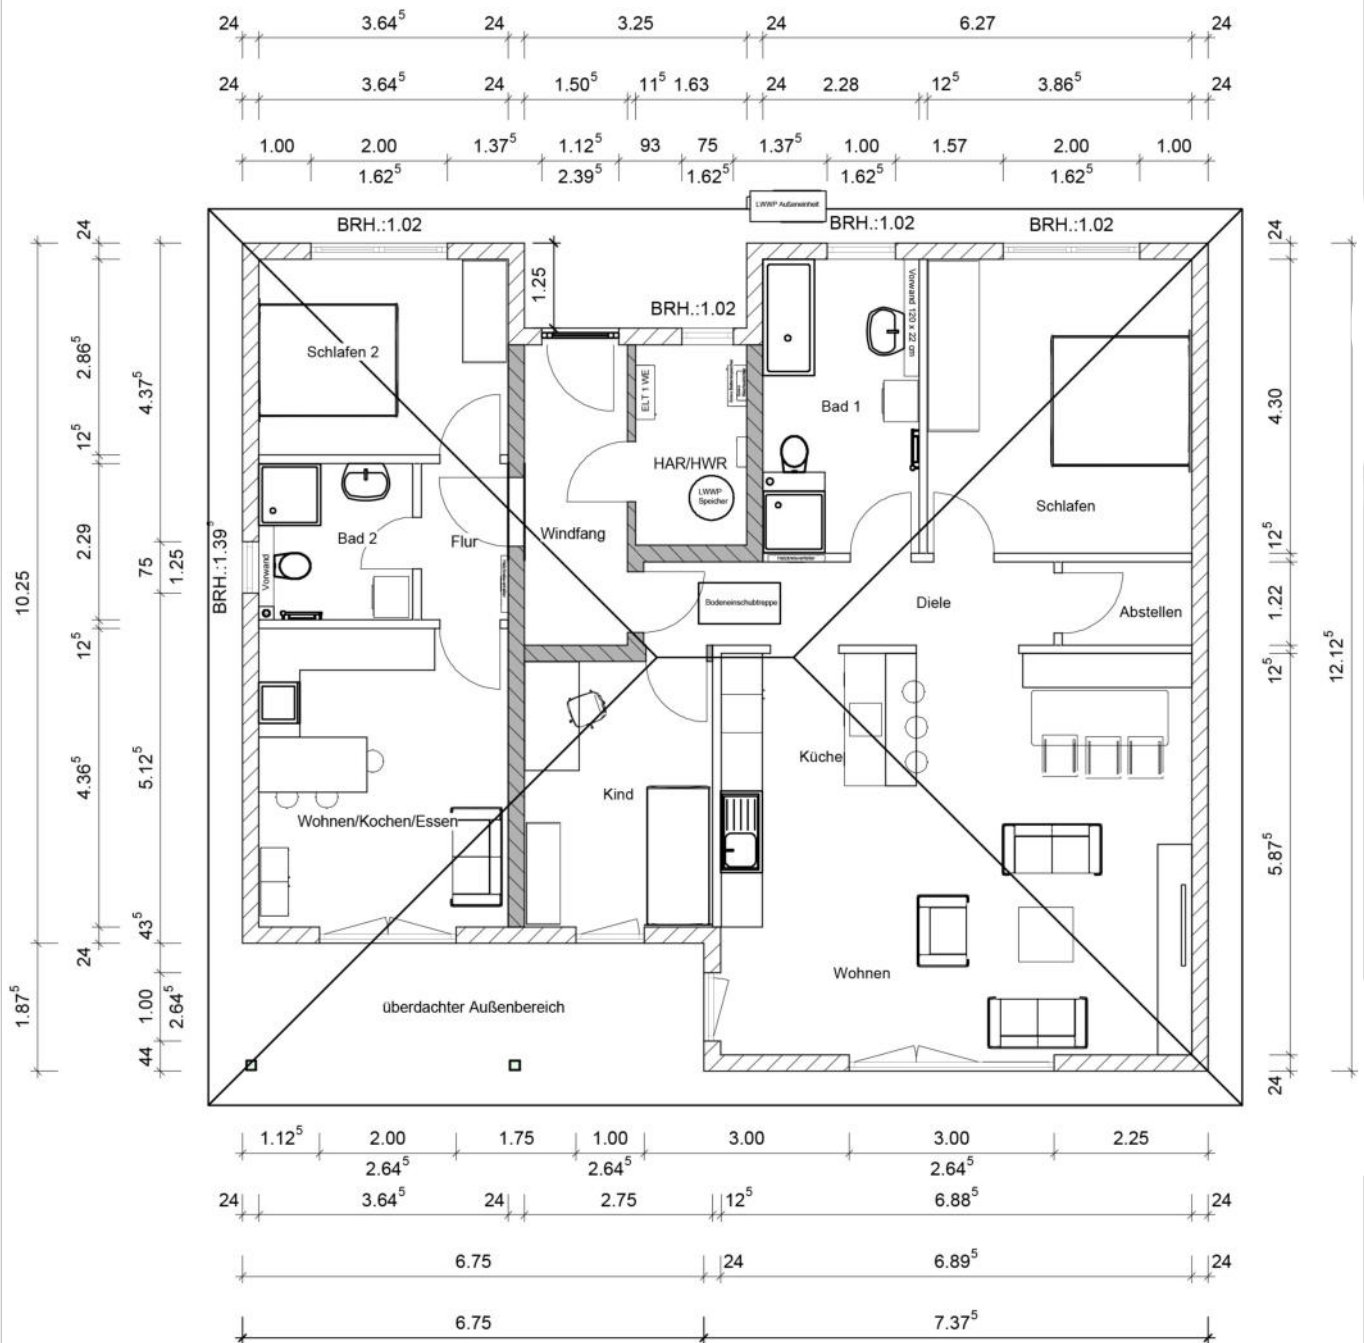 24 3.64⁵ 24 3.25 24 6.27 24
24 3.64⁵ 24 1.50⁵ 11⁵ 1.63 24 2.28 12⁵ 3.86⁵ 24
1.00 2.00 1.37⁵ 1.12⁵ 93 75 1.37⁵ 1.00 1.57 2.00 1.00
1.62⁵ 2.39⁵ 1.62⁵ 1.62⁵ 1.62⁵
LWWP Außeneinheit
BRH.:1.02 BRH.:1.02 BRH.:1.02
24 24
1.25
BRH.:1.02
Vorwand 120 x 22 cm
Schlafen 2
2.86⁵
4.37⁵
ELT 1 WE
Bad 1
4.30
12⁵
HAR/HWR
LWWP
Speicher
Schlafen
Windfang
Bad 2
Flur
2.29
BRH.:1.39⁵
Vorwand
75
1.25
12⁵
10.25
Bodeneinschubtreppe
Diele
Abstellen
1.22
12⁵
12⁵
12.12⁵
4.36⁵
5.12⁵
Küche
Kind
Wohnen/Kochen/Essen
5.87⁵
43⁵
24
Wohnen
1.87⁵
1.00
2.64⁵
überdachter Außenbereich
44
24
1.12⁵ 2.00 1.75 1.00 3.00 3.00 2.25
2.64⁵ 2.64⁵ 2.64⁵
24 3.64⁵ 24 2.75 12⁵ 6.88⁵ 24
6.75 24 6.89⁵ 24
6.75 7.37⁵